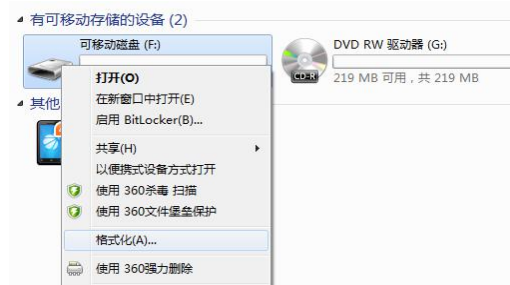 有可移动存储的设备 (2)
可移动磁盘 (F:)
DVD RW 驱动器 (G:)
CD-R
219 MB 可用，共 219 MB
打开(O)
在新窗口中打开(E)
启用 BitLocker(B)...
其他
共享(H)
以便携式设备方式打开
使用 360杀毒 扫描
使用 360文件堡垒保护
格式化(A)...
使用 360强力删除